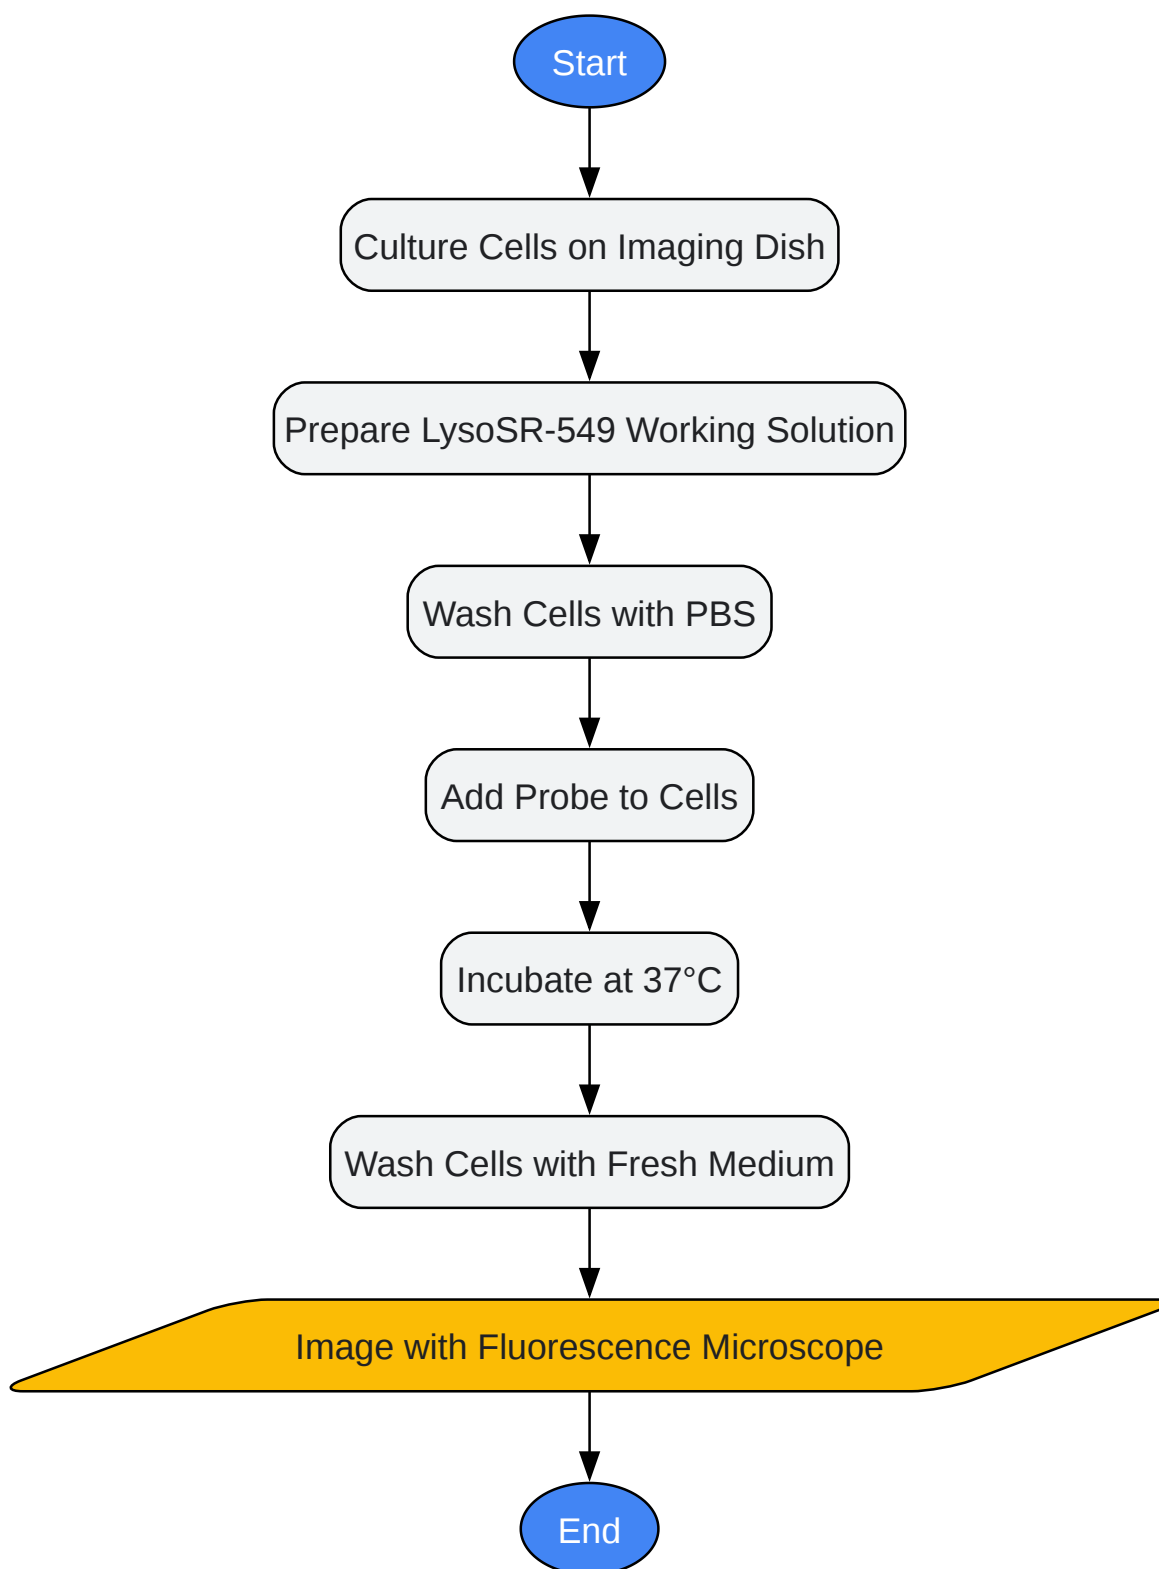 Start
Culture Cells on Imaging Dish
Prepare LysoSR-549 Working Solution
Wash Cells with PBS
Add Probe to Cells
Incubate at 37°C
Wash Cells with Fresh Medium
Image with Fluorescence Microscope
End